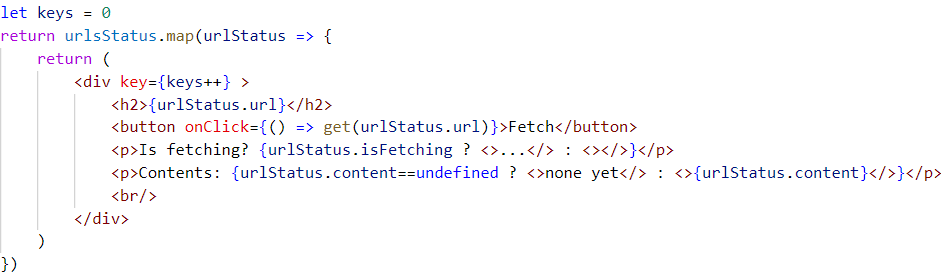 let keys = 0
return urlsStatus.map(urlStatus => {
    return (
        <div key={keys++} >
            <h2>{urlStatus.url}</h2>
            <button onClick={() => get(urlStatus.url)}>Fetch</button>
            <p>Is fetching? {urlStatus.isFetching ? <>...</> : <></>}</p>
            <p>Contents: {urlStatus.content==undefined ? <>none yet</> : <>{urlStatus.content}</>}</p>
            <br/>
        </div>
    )
})